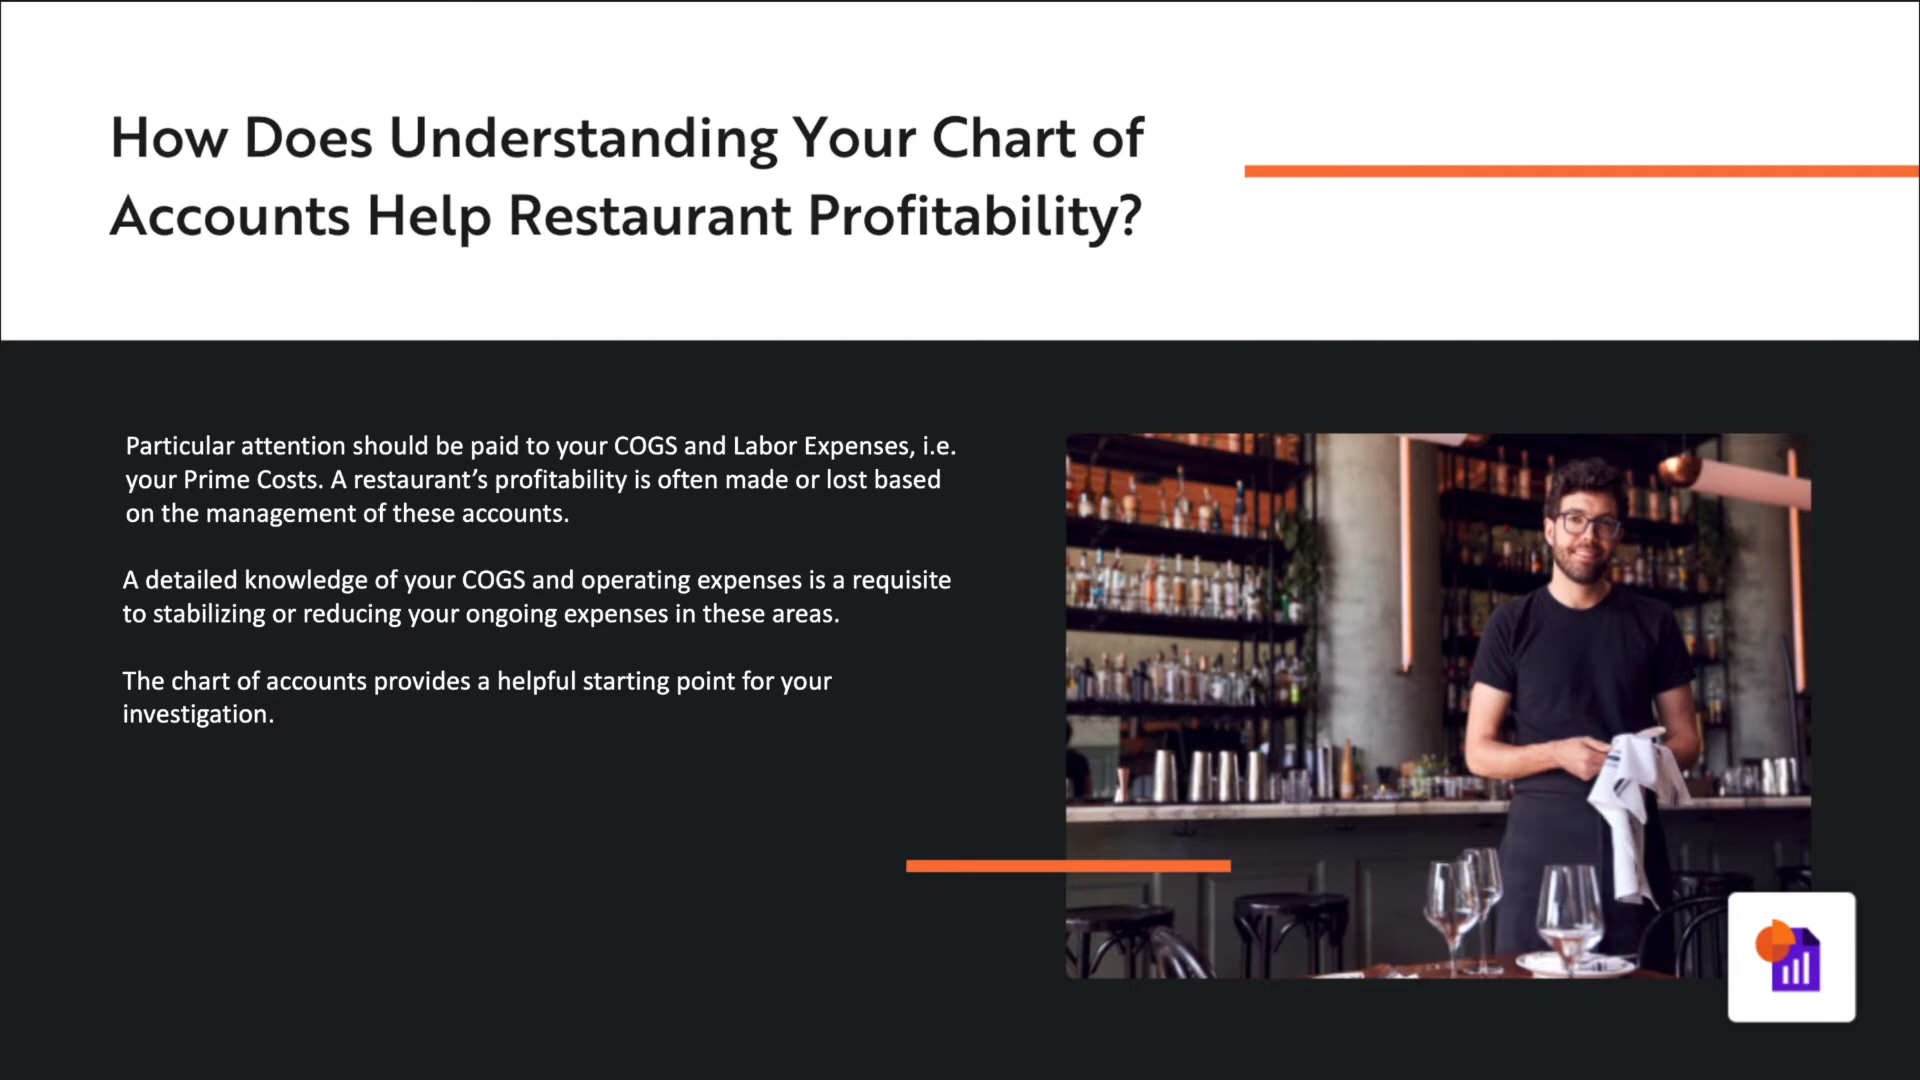 How Does Understanding Your Chart of
Accounts Help Restaurant Profitability?
Particular attention should be paid to your COGS and Labor Expenses, i.e.
your Prime Costs. A restaurant’s profitability is often made or lost based
on the management of these accounts.
A detailed knowledge of your COGS and operating expenses is a requisite
to stabilizing or reducing your ongoing expenses in these areas.
The chart of accounts provides a helpful starting point for your
investigation.